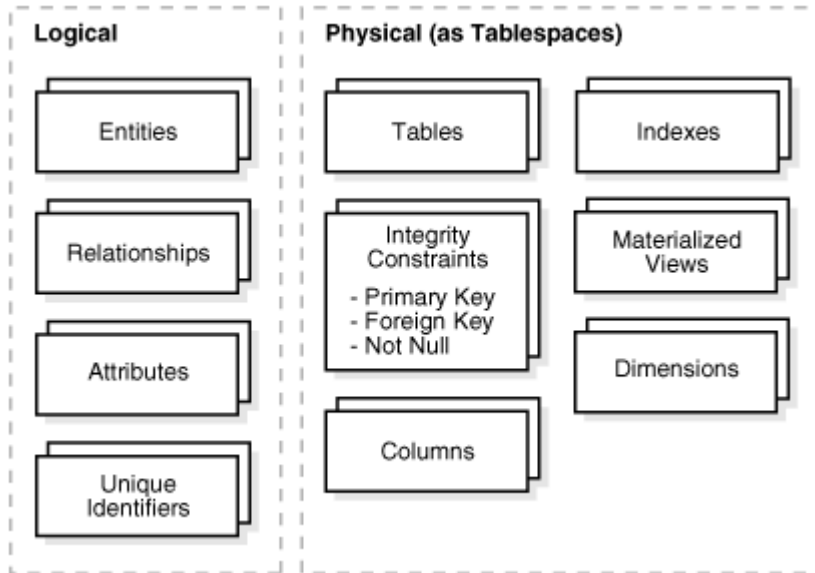 Logical
Entities
Relationships
Attributes
Unique
Identifiers
Physical (as Tablespaces)
Tables
Integrity
Constraints
- Primary Key
- Foreign Key
- Not Null
Columns
Indexes
Materialized
Views
Dimensions